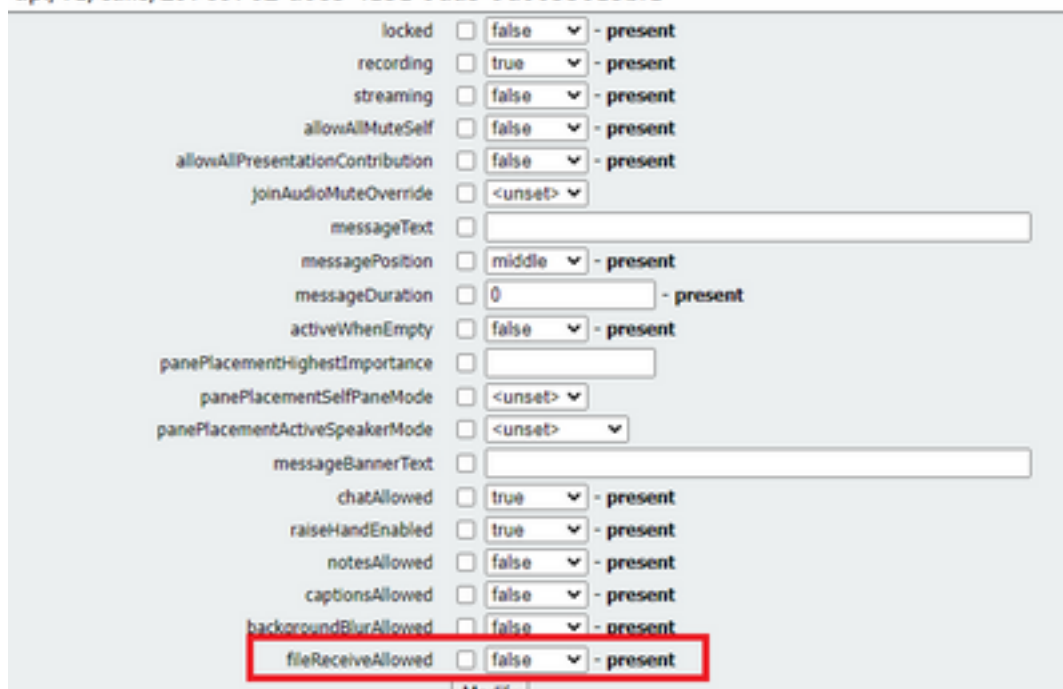 locked false - present
recording true - present
streaming false - present
allowAllMuteSelf false - present
allowAllPresentationContribution false - present
joinAudioMuteOverride <unset>
messageText
messagePosition middle - present
messageDuration 0 - present
activeWhenEmpty false - present
panePlacementHighestImportance
panePlacementSelfPaneMode <unset>
panePlacementActiveSpeakerMode <unset>
messageBannerText
chatAllowed true - present
raiseHandEnabled true - present
notesAllowed false - present
captionsAllowed false - present
backgroundBlurAllowed false - present
fileReceiveAllowed false - present